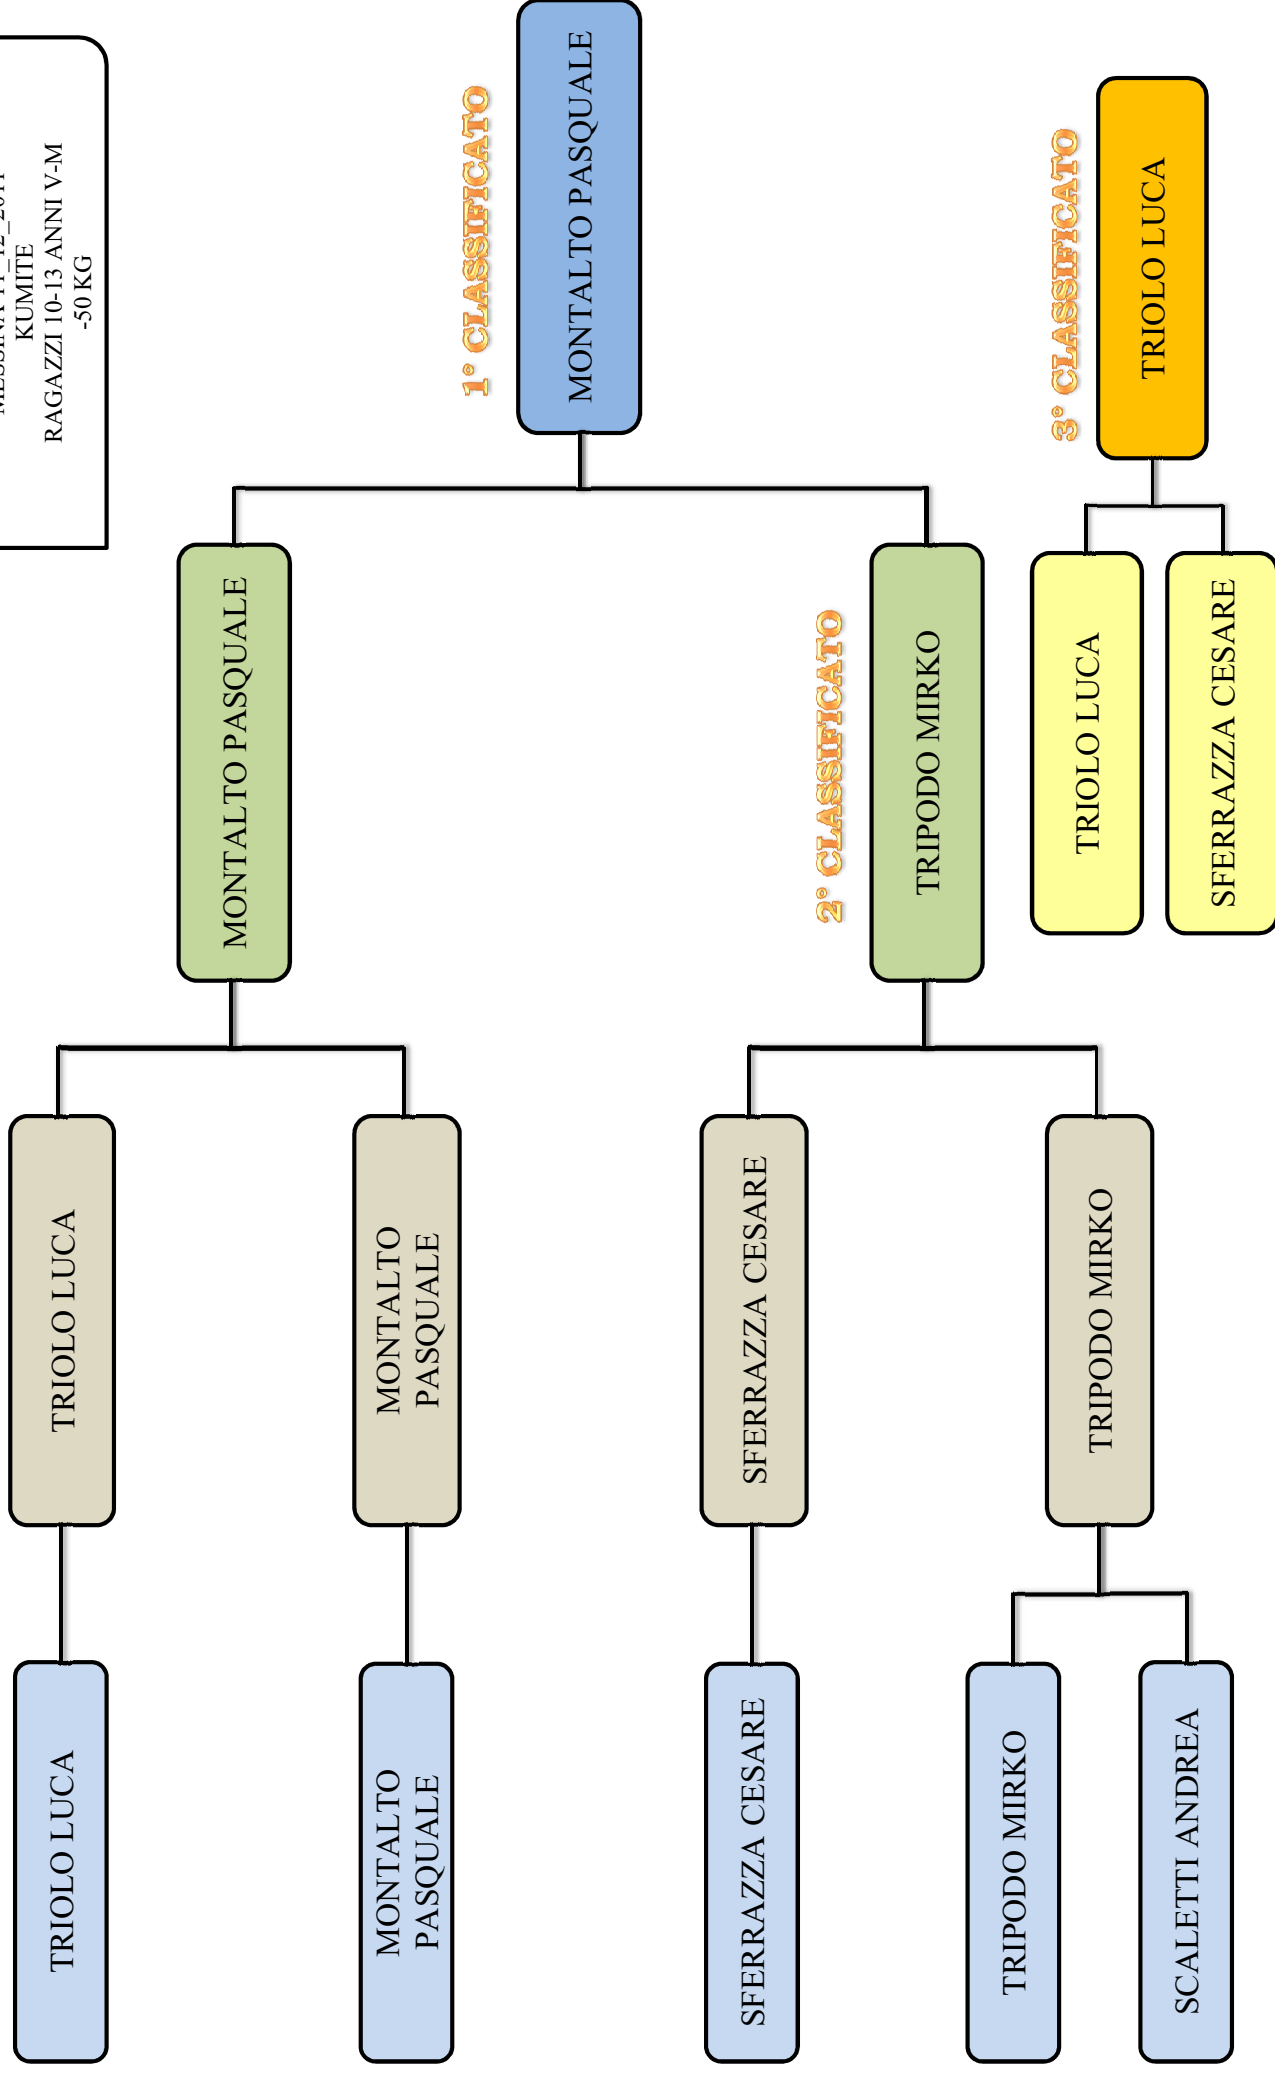 KUMITE
RAGAZZI 10-13 ANNI V-M
-50 KG
TRIOLO LUCA
MONTALTO
PASQUALE
SFERRAZZA CESARE
TRIPODO MIRKO
SCALETTI ANDREA
TRIOLO LUCA
MONTALTO
PASQUALE
SFERRAZZA CESARE
TRIPODO MIRKO
MONTALTO PASQUALE
2° CLASSIFICATO
TRIPODO MIRKO
1° CLASSIFICATO
MONTALTO PASQUALE
TRIOLO LUCA
SFERRAZZA CESARE
3° CLASSIFICATO
TRIOLO LUCA